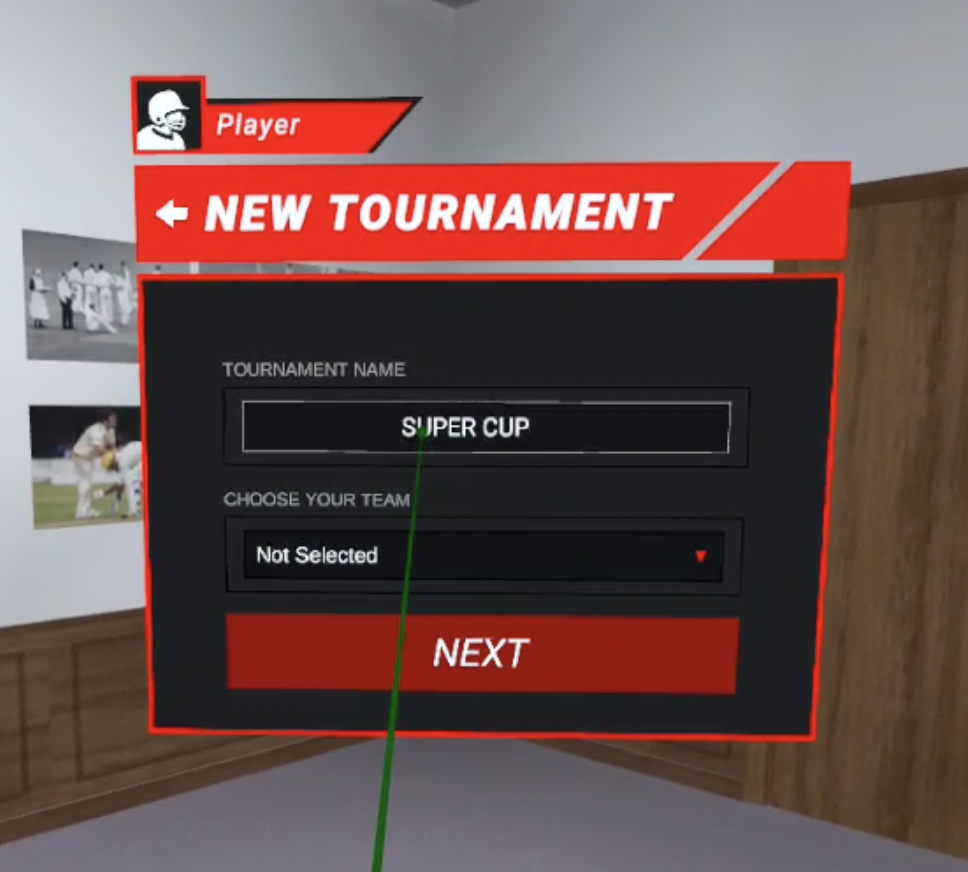 Player
NEW TOURNAMENT
TOURNAMENT NAME
SUPER CUP
CHOOSE YOUR TEAM
Not Selected
NEXT